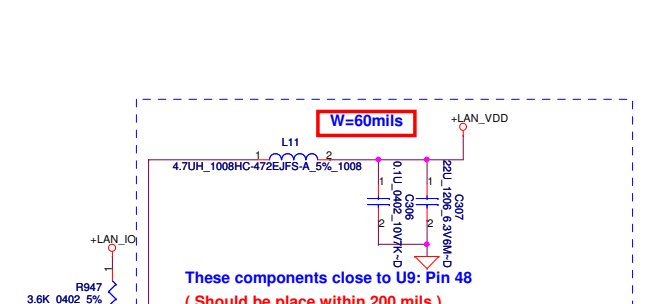 W=60mils
+LAN_VDD
L11
1 2
4.7UH_1008HC-472EJFS-A_5%_1008
1
2
0.1U_0402_10V7K~D
C306
1
2
22U_1206_6.3V6M~D
C307
+LAN_IO
1
These components close to U9: Pin 48
R947
3.6K_0402_5%
( Should be place within 200 mils )